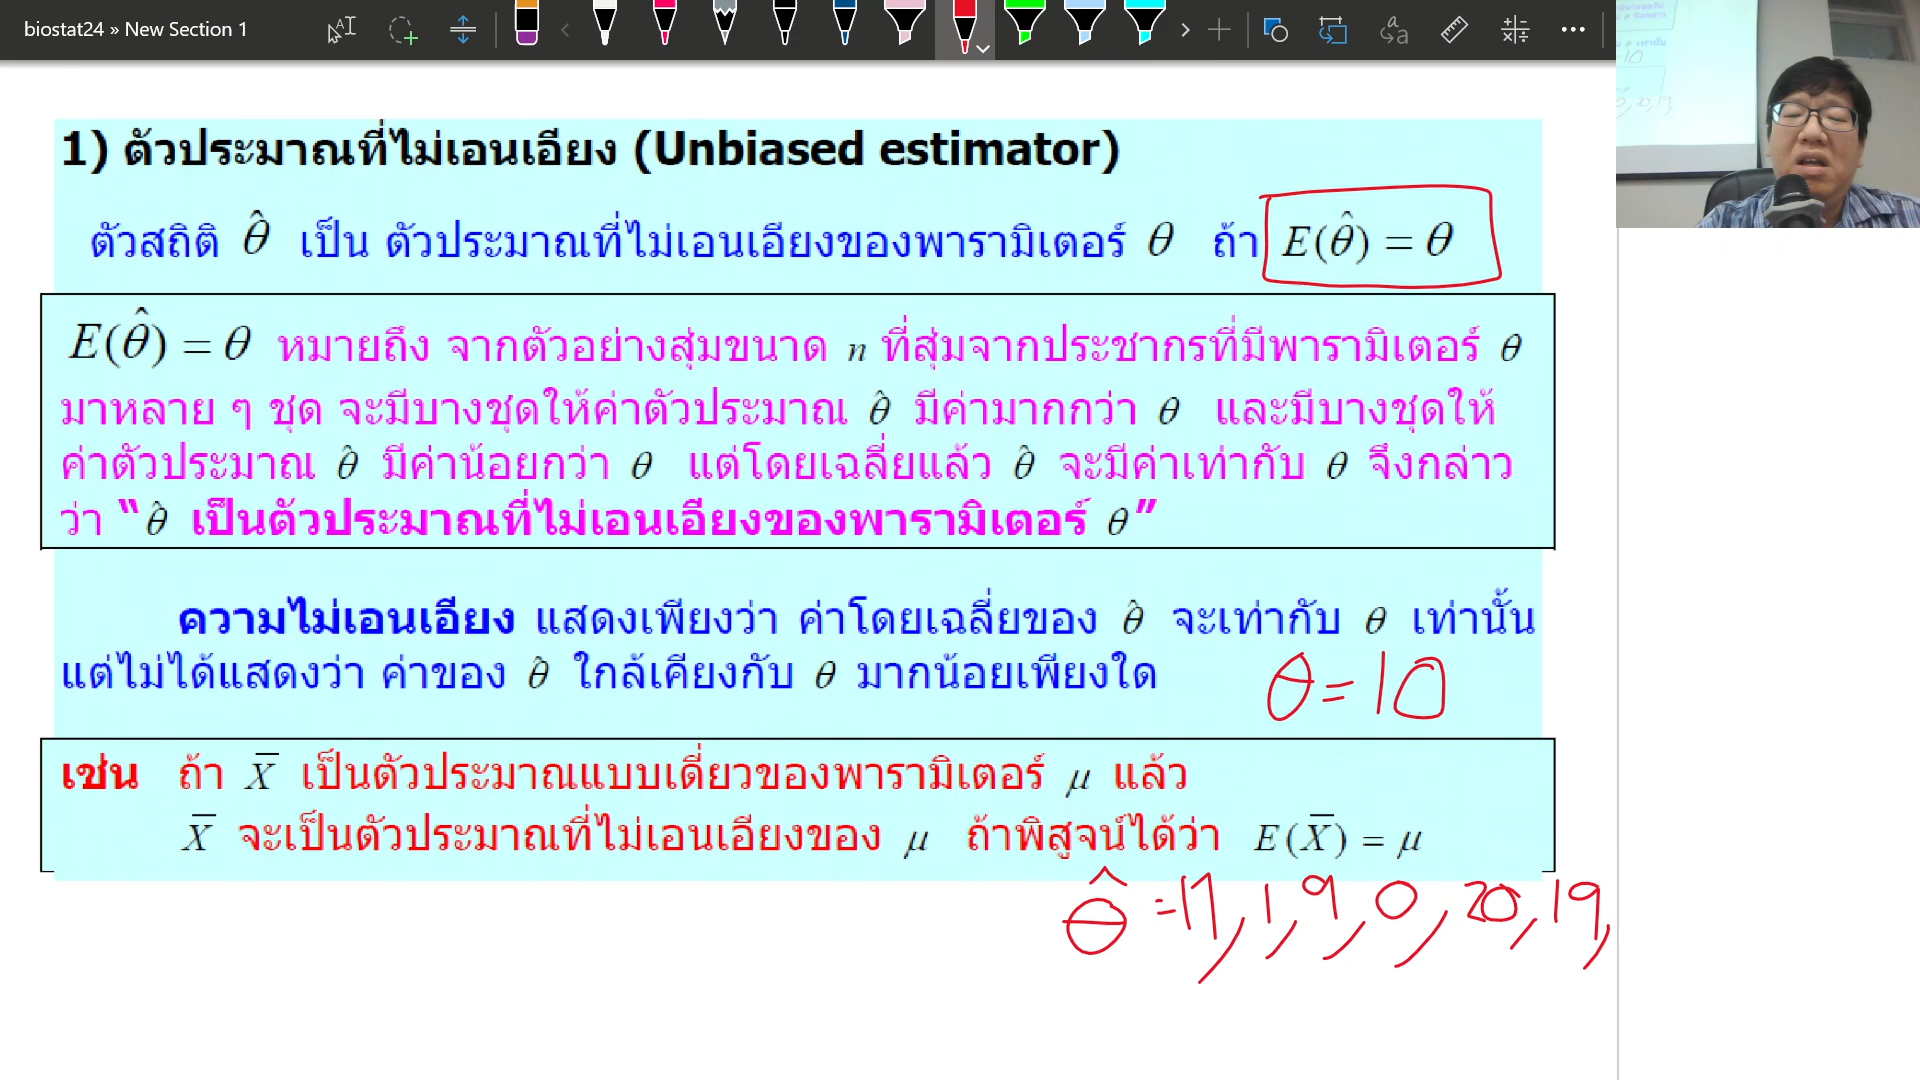 biostat24 » New Section 1
1) ตัวประมาณที่ไม่เอนเอียง (Unbiased estimator)
ตัวสถิติ θ̂ เป็น ตัวประมาณที่ไม่เอนเอียงของพารามิเตอร์ θ ถ้า E(θ̂) = θ
E(θ̂) = θ หมายถึง จากตัวอย่างสุ่มขนาด n ที่สุ่มจากประชากรที่มีพารามิเตอร์ θ
มาหลาย ๆ ชุด จะมีบางชุดให้ค่าตัวประมาณ θ̂ มีค่ามากกว่า θ และมีบางชุดให้
ค่าตัวประมาณ θ̂ มีค่าน้อยกว่า θ แต่โดยเฉลี่ยแล้ว θ̂ จะมีค่าเท่ากับ θ จึงกล่าว
ว่า “θ̂ เป็นตัวประมาณที่ไม่เอนเอียงของพารามิเตอร์ θ”
ความไม่เอนเอียง แสดงเพียงว่า ค่าโดยเฉลี่ยของ θ̂ จะเท่ากับ θ เท่านั้น
แต่ไม่ได้แสดงว่า ค่าของ θ̂ ใกล้เคียงกับ θ มากน้อยเพียงใด
θ = 10
เช่น ถ้า X̅ เป็นตัวประมาณแบบเดี่ยวของพารามิเตอร์ μ แล้ว
X̅ จะเป็นตัวประมาณที่ไม่เอนเอียงของ μ ถ้าพิสูจน์ได้ว่า E(X̅) = μ
θ̂ = 11, 1, 9, 0, 20, 19,